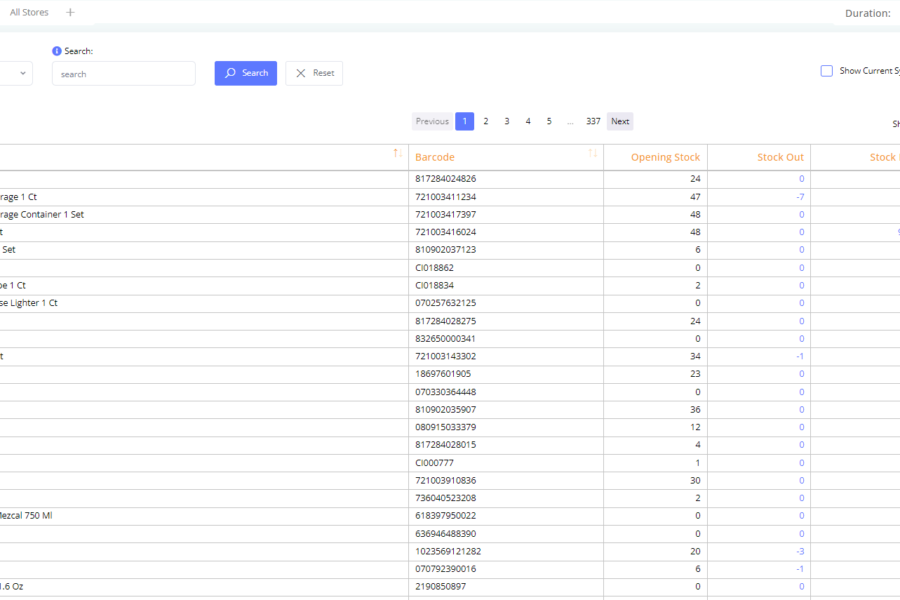 All Stores + Duration:
Search:
search Search Reset Show Current
Previous 1 2 3 4 5 ... 337 Next
Barcode Opening Stock Stock Out Stock
817284024826 24 0
rage 1 Ct 721003411234 47 -7
rage Container 1 Set 721003417397 48 0
721003416024 48 0
Set 810902037123 6 0
CI018862 0 0
1 Ct CI018834 2 0
se Lighter 1 Ct 070257632125 0 0
817284028275 24 0
832650000341 0 0
721003143302 34 -1
18697601905 23 0
070330364448 0 0
810902035907 36 0
080915033379 12 0
817284028015 4 0
CI000777 1 0
721003910836 30 0
736040523208 2 0
Mezcal 750 Ml 618397950022 0 0
636946488390 0 0
1023569121282 20 -3
070792390016 6 -1
1.6 Oz 2190850897 0 0